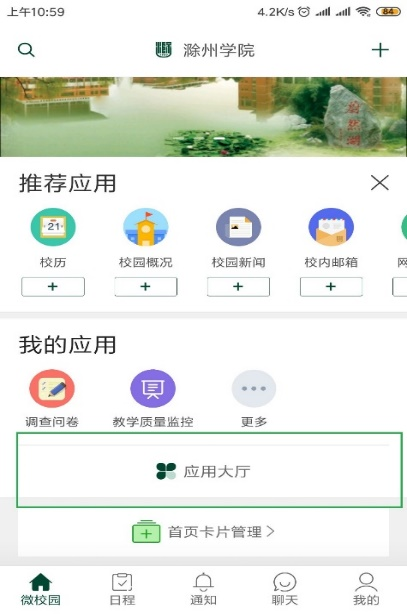 上午10:59 4.2K/s 84
滁州学院
推荐应用
21
校历 校园概况 校园新闻 校内邮箱
+ + + +
我的应用
调查问卷 教学质量监控 更多
应用大厅
首页卡片管理
微校园 日程 通知 聊天 我的